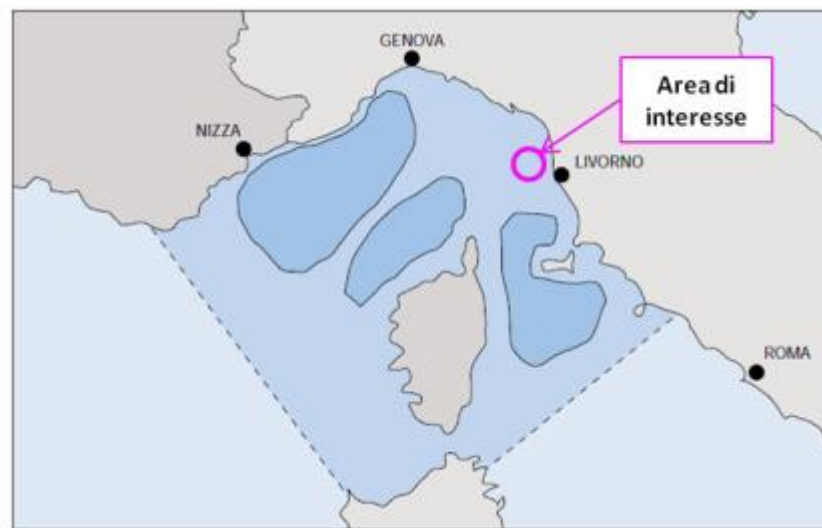 GENOVA
Area di
interesse
NIZZA
LIVORNO
ROMA